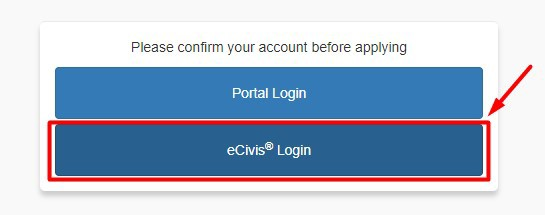 Please confirm your account before applying
Portal Login
eCivis® Login